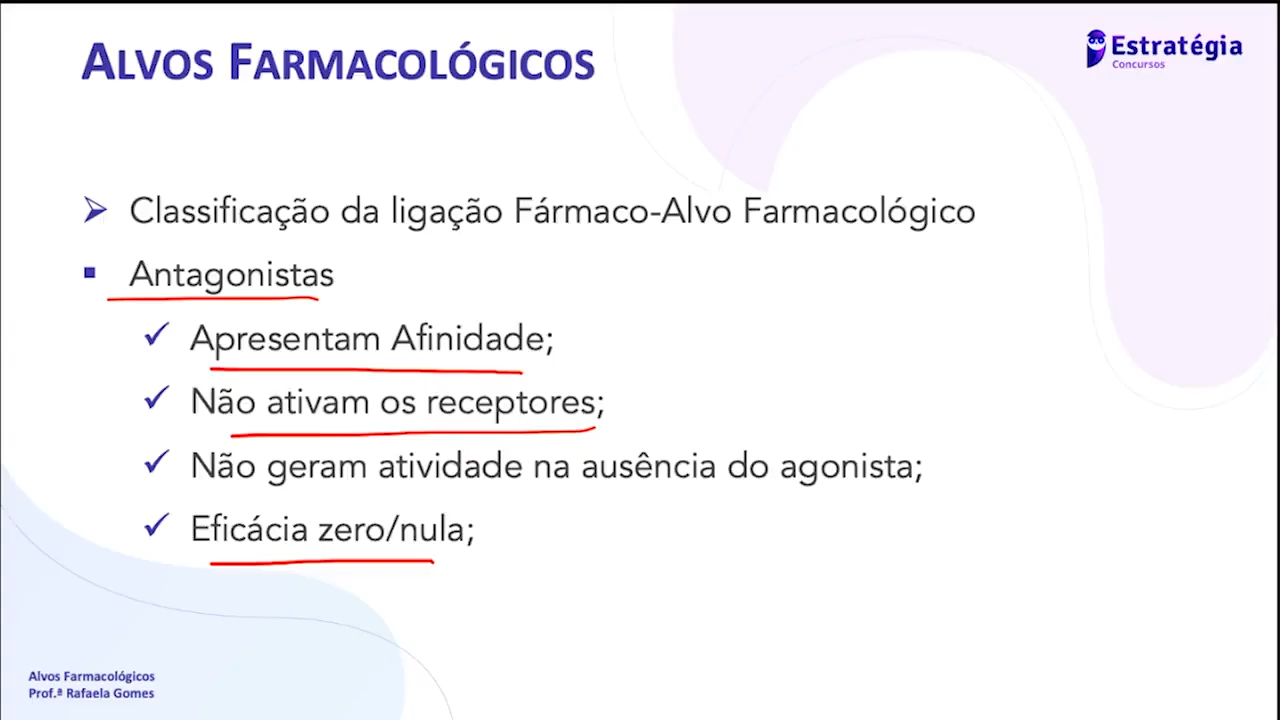 ALVOS FARMACOLÓGICOS
Estratégia
Concursos
Classificação da ligação Fármaco-Alvo Farmacológico
Antagonistas
Apresentam Afinidade;
Não ativam os receptores;
Não geram atividade na ausência do agonista;
Eficácia zero/nula;
Alvos Farmacológicos
Prof.ª Rafaela Gomes